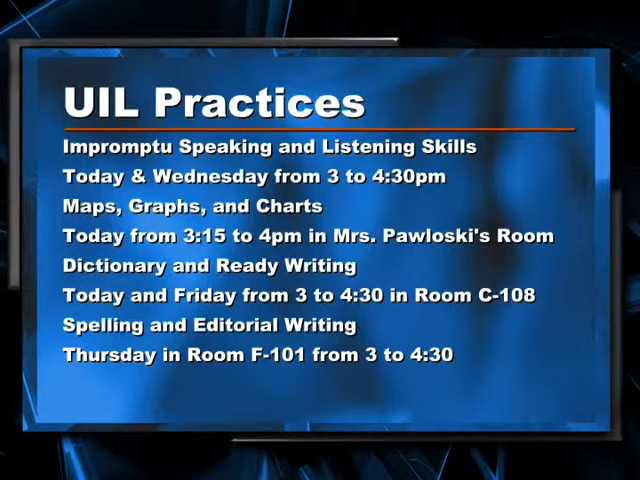 UIL Practices
Impromptu Speaking and Listening Skills
Today & Wednesday from 3 to 4:30pm
Maps, Graphs, and Charts
Today from 3:15 to 4pm in Mrs. Pawloski's Room
Dictionary and Ready Writing
Today and Friday from 3 to 4:30 in Room C-108
Spelling and Editorial Writing
Thursday in Room F-101 from 3 to 4:30